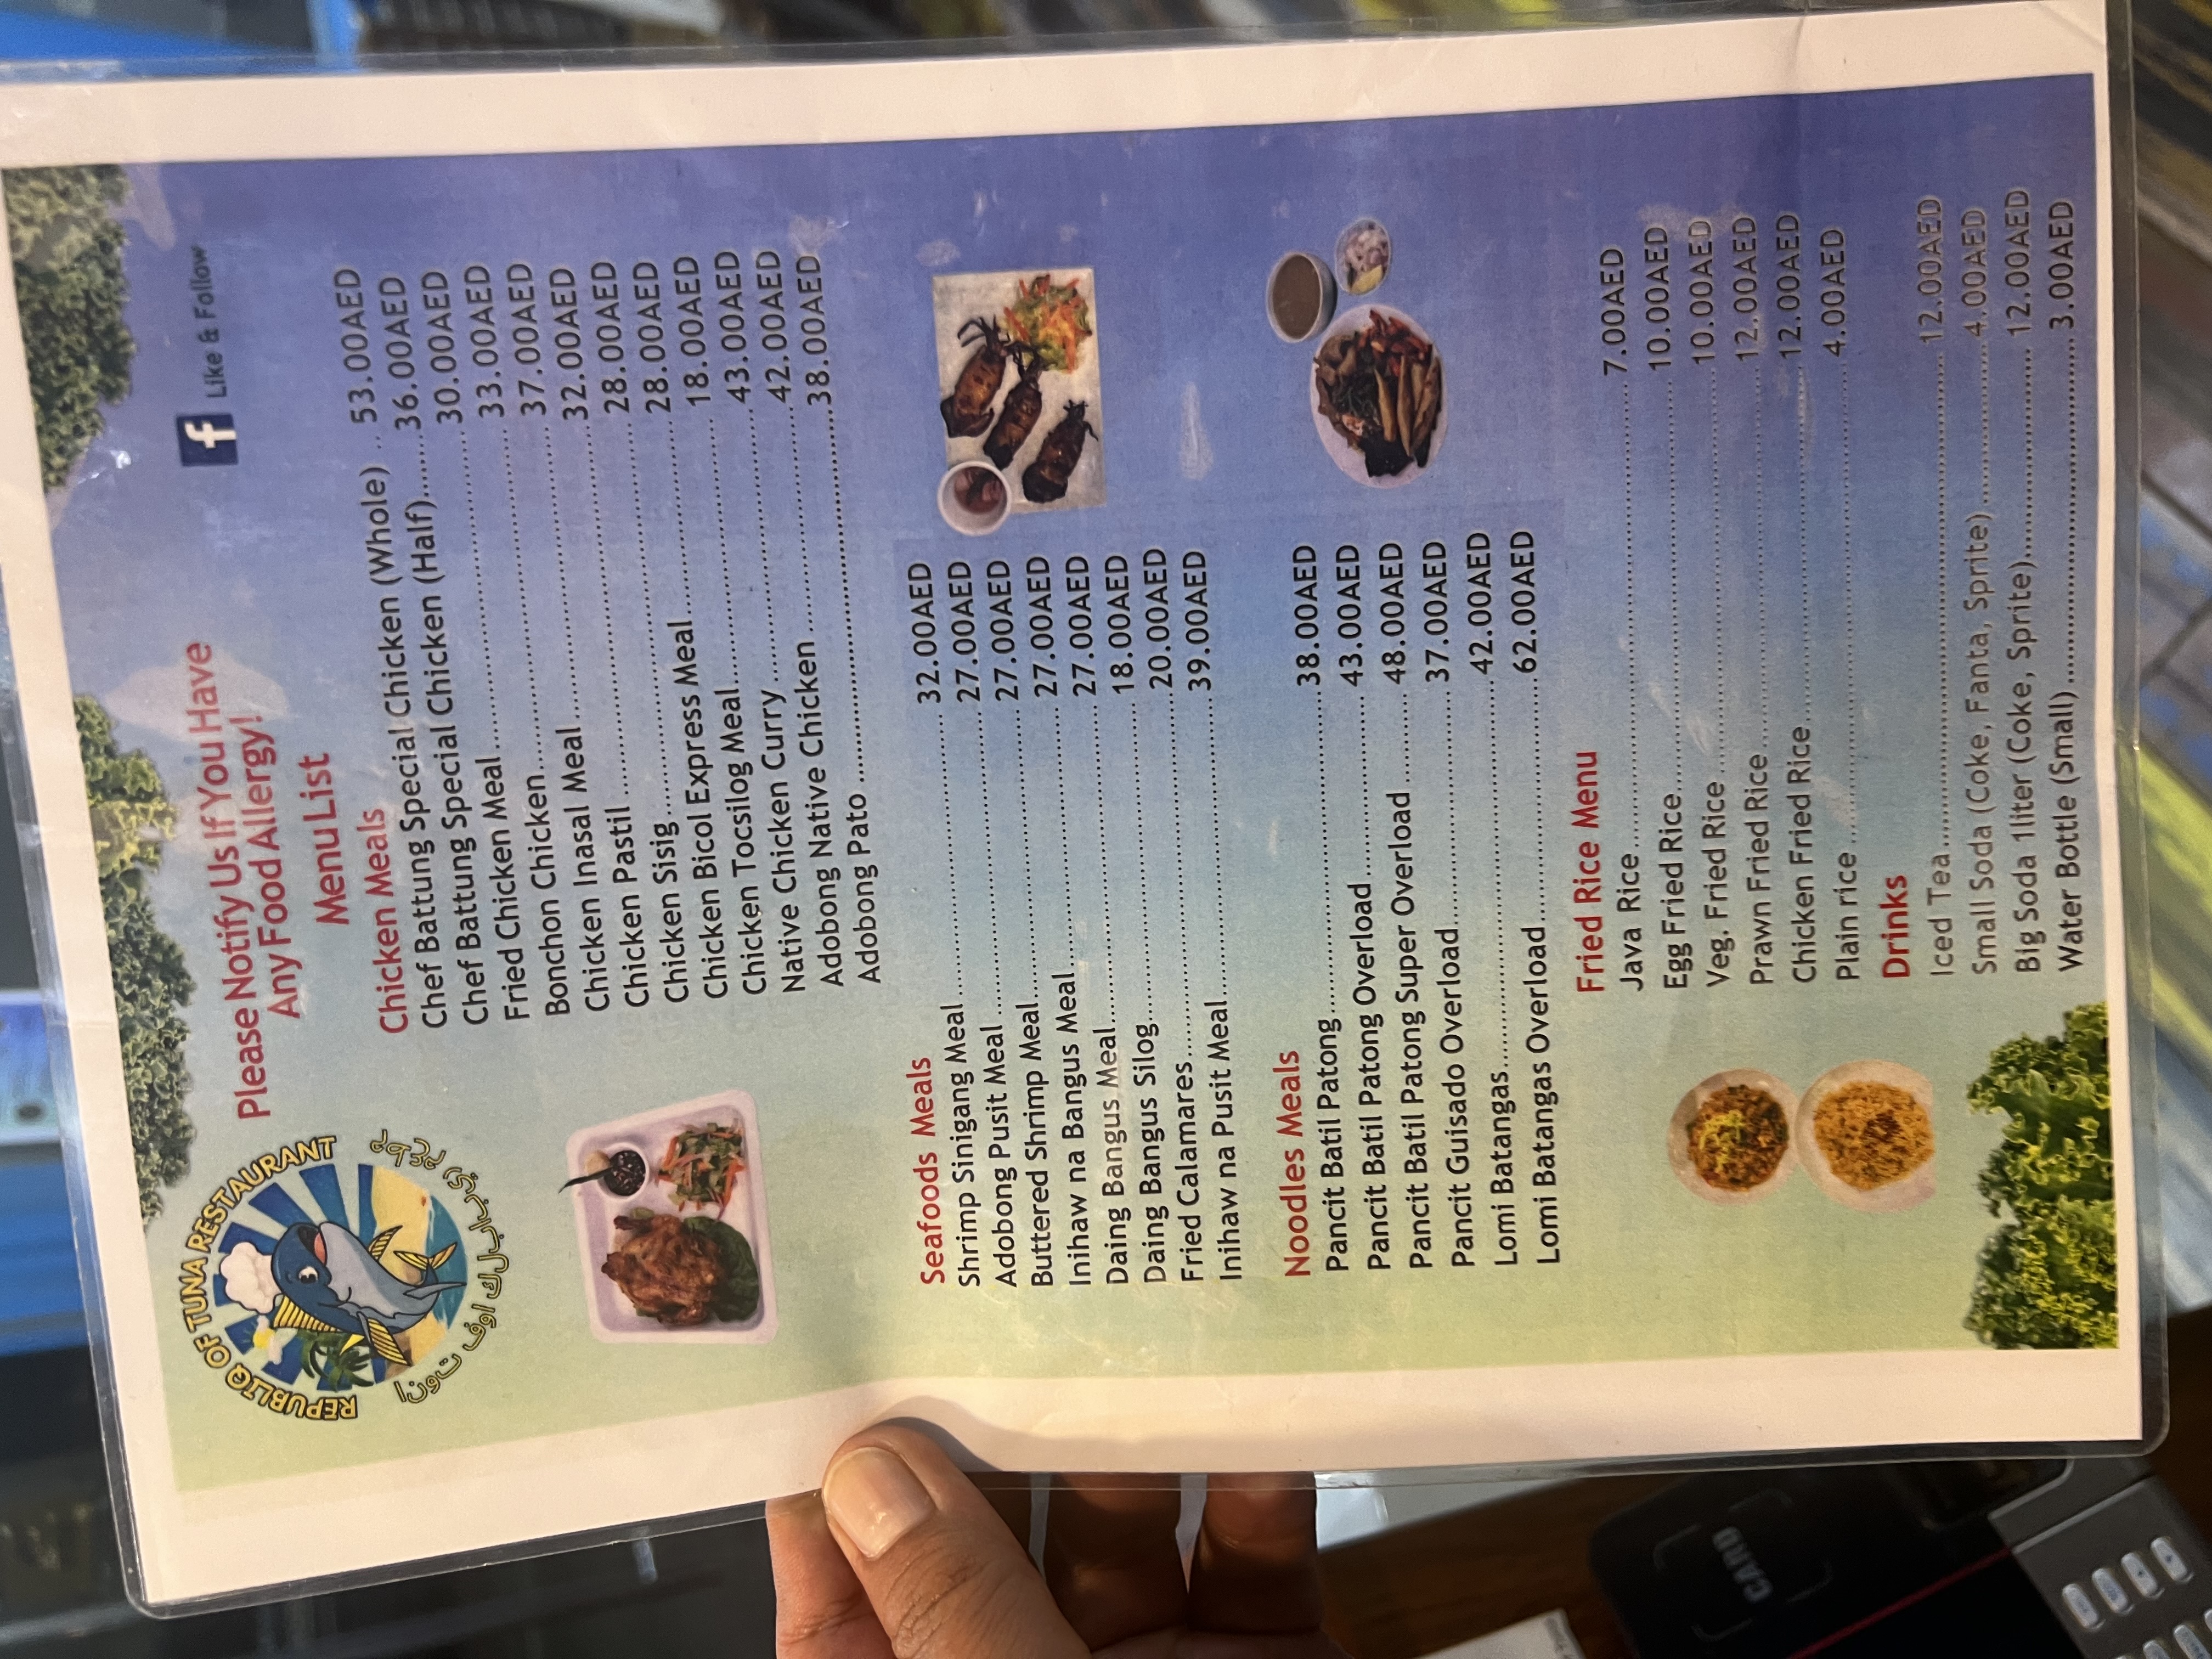 REPUBLIQ OF TUNA RESTAURANT
مطعم ريبابلك اوف تونا
Please Notify Us If You Have
Any Food Allergy!
Like & Follow
Menu List
Chicken Meals
Chef Battung Special Chicken (Whole) .. 53.00AED
Chef Battung Special Chicken (Half)........36.00AED
Fried Chicken Meal........30.00AED
Bonchon Chicken........33.00AED
Chicken Inasal Meal........37.00AED
Chicken Pastil........32.00AED
Chicken Sisig........28.00AED
Chicken Bicol Express Meal........28.00AED
Chicken Tocsilog Meal........18.00AED
Native Chicken Curry........43.00AED
Adobong Native Chicken........42.00AED
Adobong Pato........38.00AED
Seafoods Meals
Shrimp Sinigang Meal........32.00AED
Adobong Pusit Meal........27.00AED
Buttered Shrimp Meal........27.00AED
Inihaw na Bangus Meal........27.00AED
Daing Bangus Meal........27.00AED
Daing Bangus Silog........18.00AED
Fried Calamares........20.00AED
Inihaw na Pusit Meal........39.00AED
Noodles Meals
Pancit Batil Patong........38.00AED
Pancit Batil Patong Overload........43.00AED
Pancit Batil Patong Super Overload........48.00AED
Pancit Guisado Overload........37.00AED
Lomi Batangas........42.00AED
Lomi Batangas Overload........62.00AED
Fried Rice Menu
Java Rice........7.00AED
Egg Fried Rice........10.00AED
Veg. Fried Rice........10.00AED
Prawn Fried Rice........12.00AED
Chicken Fried Rice........12.00AED
Plain rice........4.00AED
Drinks
Iced Tea........12.00AED
Small Soda (Coke, Fanta, Sprite)........4.00AED
Big Soda 1liter (Coke, Sprite)........12.00AED
Water Bottle (Small)........3.00AED
CARD